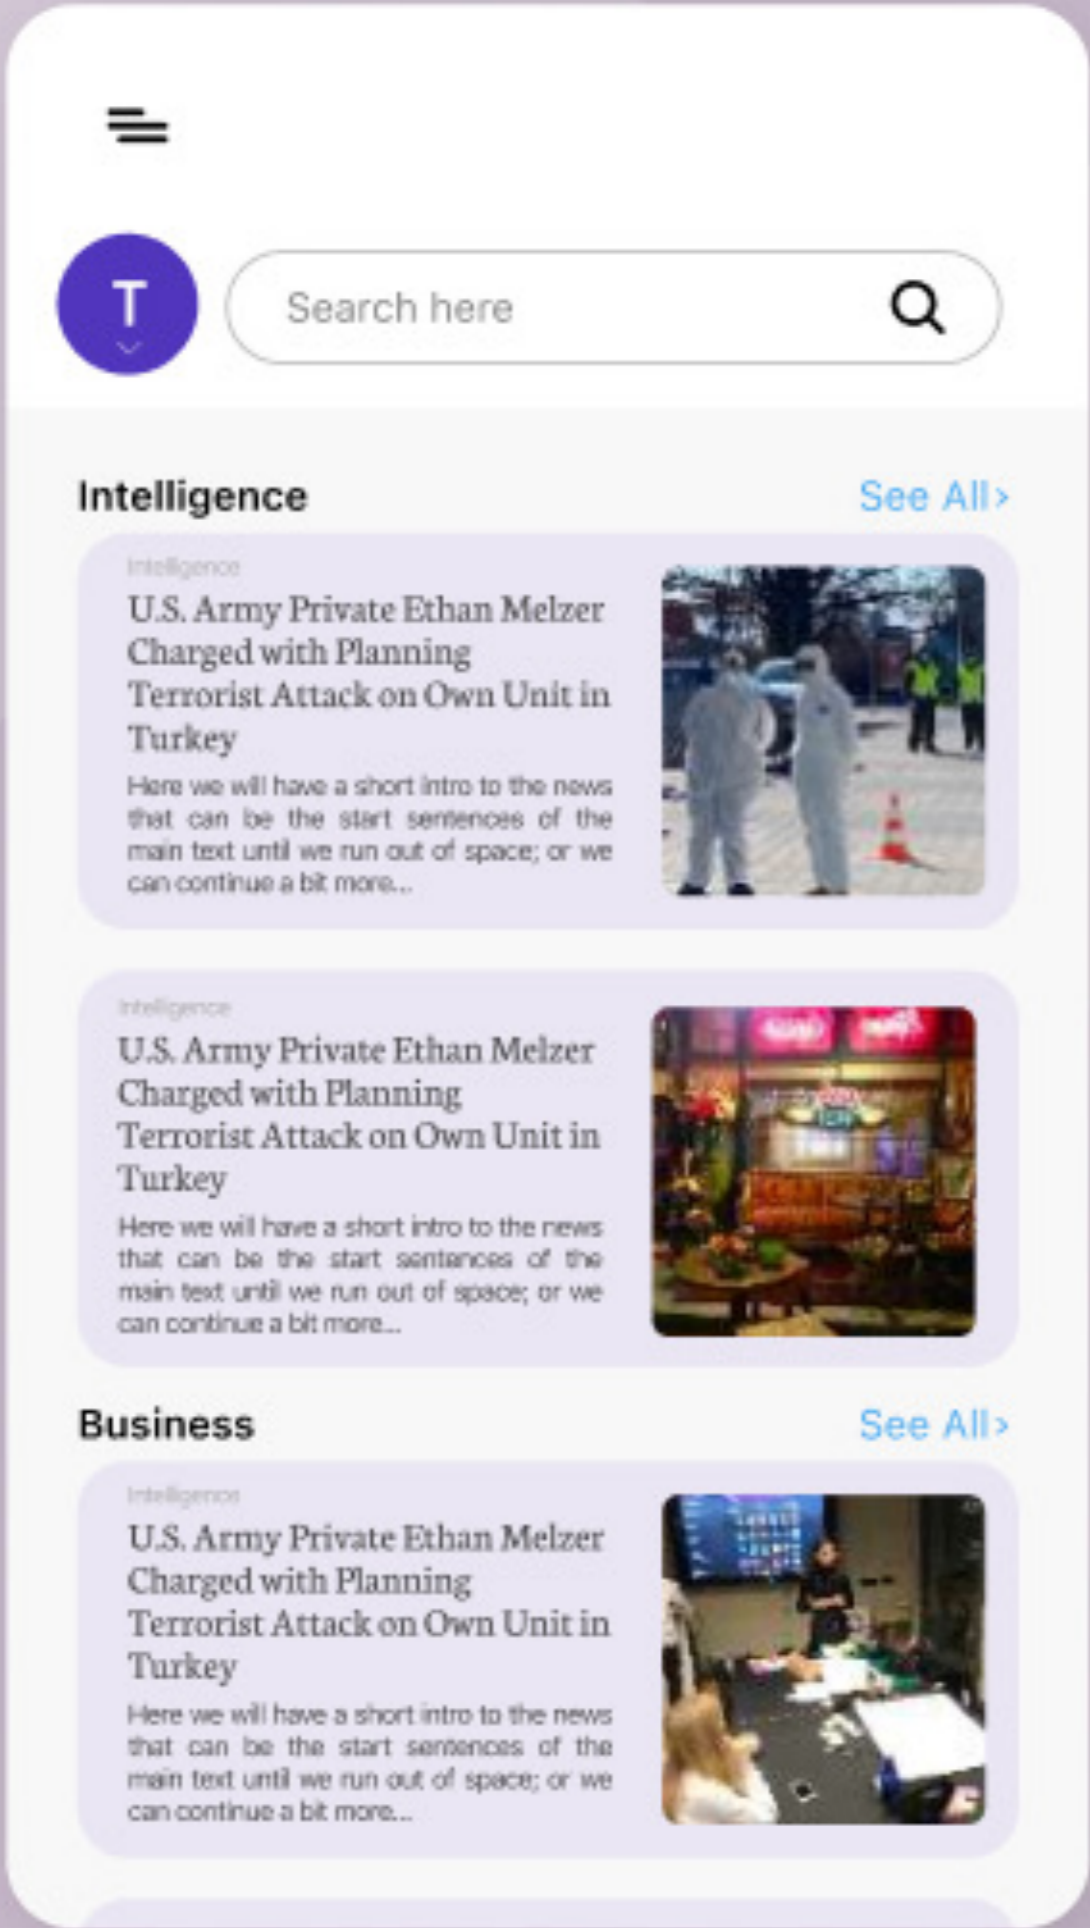 T
Search here
Intelligence
See All >
Intelligence
U.S. Army Private Ethan Melzer
Charged with Planning
Terrorist Attack on Own Unit in
Turkey
Here we will have a short intro to the news
that can be the start sentences of the
main text until we run out of space; or we
can continue a bit more...
Intelligence
U.S. Army Private Ethan Melzer
Charged with Planning
Terrorist Attack on Own Unit in
Turkey
Here we will have a short intro to the news
that can be the start sentences of the
main text until we run out of space; or we
can continue a bit more...
Business
See All >
Intelligence
U.S. Army Private Ethan Melzer
Charged with Planning
Terrorist Attack on Own Unit in
Turkey
Here we will have a short intro to the news
that can be the start sentences of the
main text until we run out of space; or we
can continue a bit more...